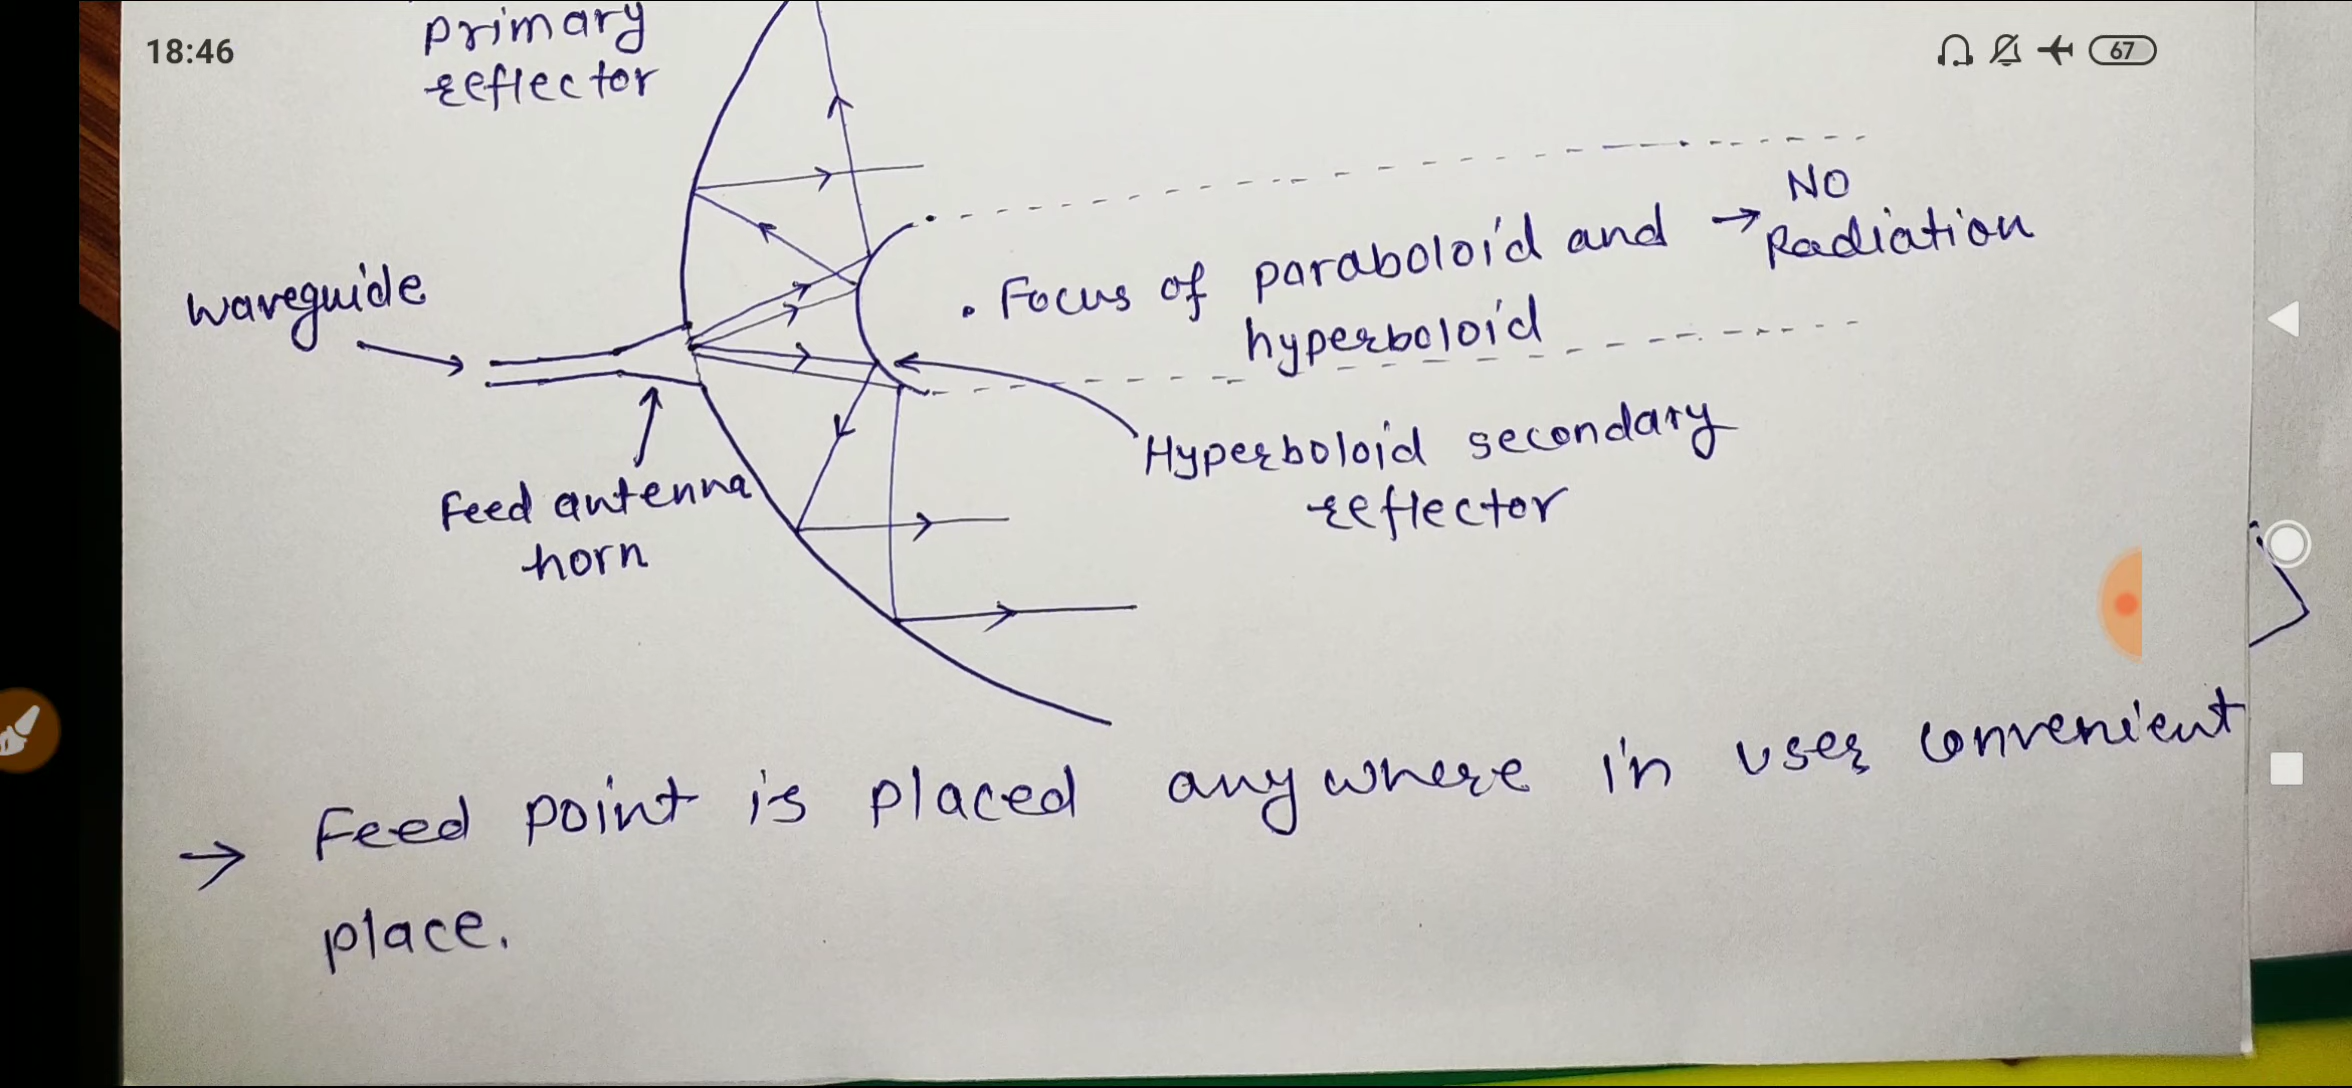 18:46
67
primary
reflector
NO
Focus of paraboloid and → Radiation
hyperboloid
waveguide
Hyperboloid secondary
reflector
Feed antenna
horn
→ Feed point is placed anywhere in user convenient
place.